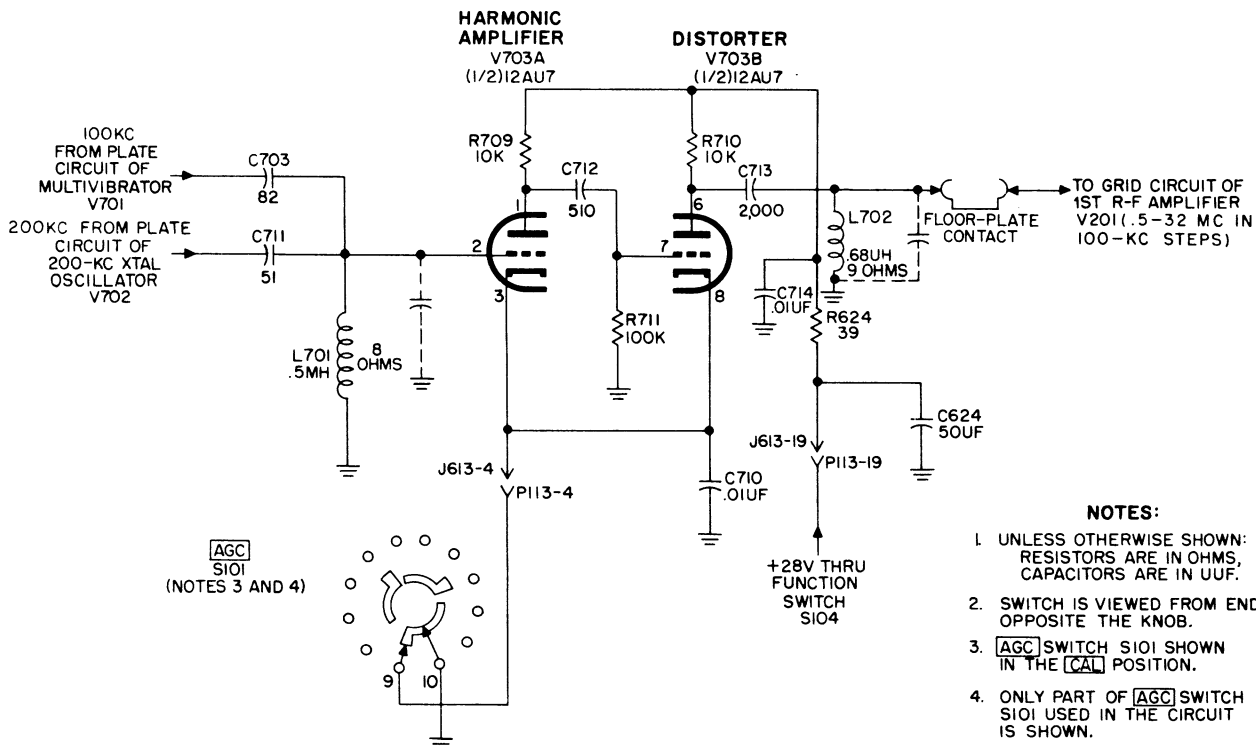 HARMONIC
AMPLIFIER
V703A
(1/2)12AU7
DISTORTER
V703B
(1/2)12AU7
R709
10K
R710
10K
100KC
FROM PLATE
CIRCUIT OF
MULTIVIBRATOR
V701
C703
82
C712
510
C713
2,000
1
6
200KC FROM PLATE
CIRCUIT OF
200-KC XTAL
OSCILLATOR
V702
C711
51
2
7
3
8
L702
.68UH
9 OHMS
FLOOR-PLATE
CONTACT
TO GRID CIRCUIT OF
1ST R-F AMPLIFIER
V201(.5-32 MC IN
100-KC STEPS)
C714
.01UF
R711
100K
R624
39
L701
.5MH
8
OHMS
C624
50UF
J613-4
P113-4
C710
.01UF
J613-19
P113-19
+28V THRU
FUNCTION
SWITCH
S104
AGC
S101
(NOTES 3 AND 4)
9
10
NOTES:
1. UNLESS OTHERWISE SHOWN:
RESISTORS ARE IN OHMS,
CAPACITORS ARE IN UUF.
2. SWITCH IS VIEWED FROM END
OPPOSITE THE KNOB.
3. AGC SWITCH S101 SHOWN
IN THE CAL POSITION.
4. ONLY PART OF AGC SWITCH
S101 USED IN THE CIRCUIT
IS SHOWN.